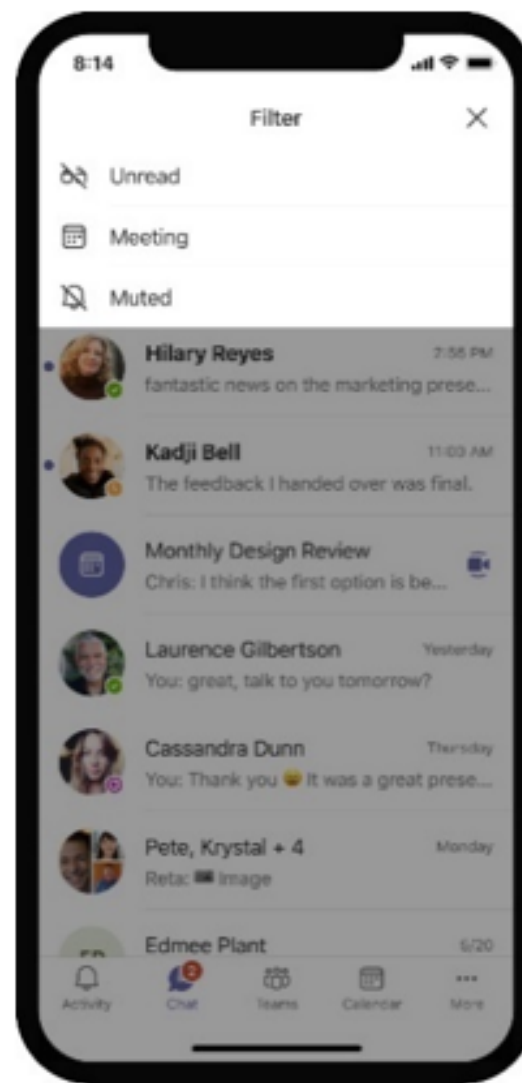 8:14
Filter
Unread
Meeting
Muted
Hilary Reyes 7:55 PM
fantastic news on the marketing prese...
Kadji Bell 11:03 AM
The feedback I handed over was final.
Monthly Design Review
Chris: I think the first option is be...
Laurence Gilbertson Yesterday
You: great, talk to you tomorrow?
Cassandra Dunn Thursday
You: Thank you 😄 It was a great prese...
Pete, Krystal + 4 Monday
Reta: Image
Edmee Plant 5/20
2
Activity Chat Teams Calendar More